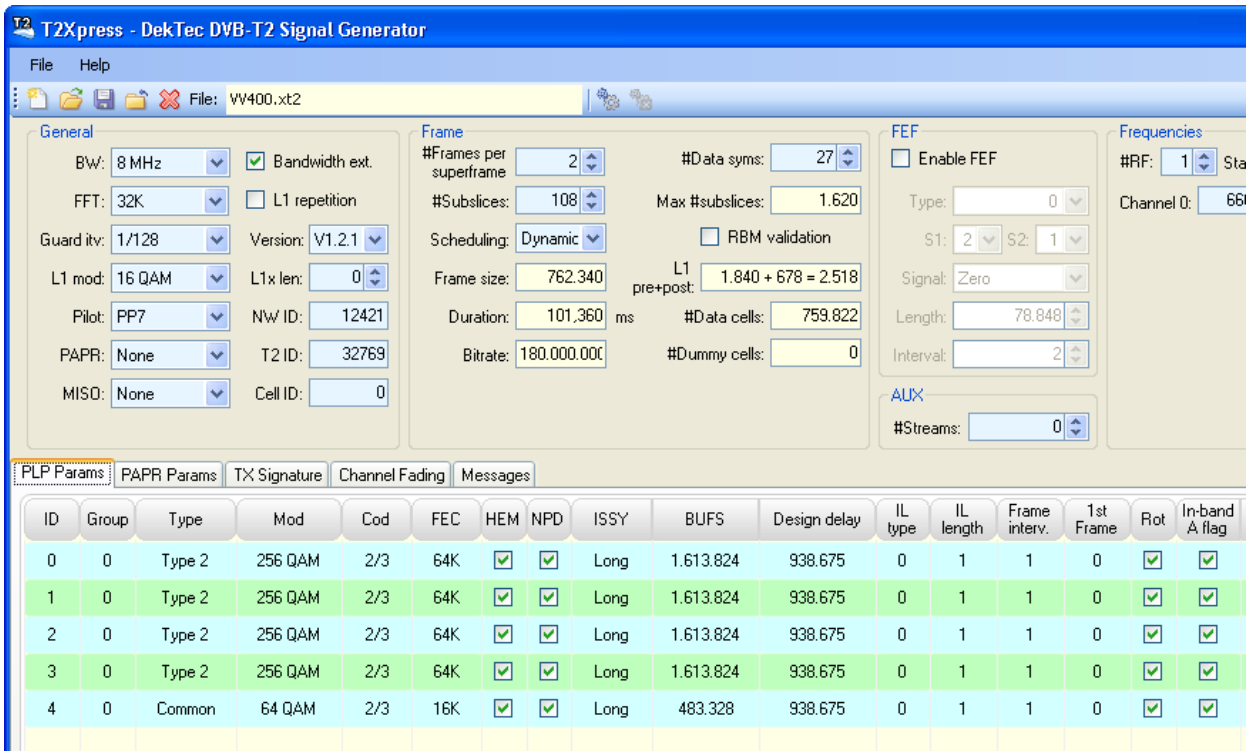 T2 T2Xpress - DekTec DVB-T2 Signal Generator
File Help
File: VV400.xt2
General Frame FEF Frequencies
BW: 8 MHz Bandwidth ext. #Frames per superframe 2 #Data syms: 27 Enable FEF #RF: 1
FFT: 32K L1 repetition #Subslices: 108 Max #subslices: 1.620 Type: 0 Channel 0:
Guard itv: 1/128 Version: V1.2.1 Scheduling: Dynamic RBM validation S1: 2 S2: 1
L1 mod: 16 QAM L1x len: 0 Frame size: 762.340 L1 pre+post: 1.840 + 678 = 2.518 Signal: Zero
Pilot: PP7 NW ID: 12421 Duration: 101,360 ms #Data cells: 759.822 Length: 78.848
PAPR: None T2 ID: 32769 Bitrate: 180.000.00 #Dummy cells: 0 Interval: 2
MISO: None Cell ID: 0 AUX
#Streams: 0
PLP Params PAPR Params TX Signature Channel Fading Messages
ID Group Type Mod Cod FEC HEM NPD ISSY BUFS Design delay IL type IL length Frame interv. 1st Frame Rot In-band A flag
0 0 Type 2 256 QAM 2/3 64K Long 1.613.824 938.675 0 1 1 0
1 0 Type 2 256 QAM 2/3 64K Long 1.613.824 938.675 0 1 1 0
2 0 Type 2 256 QAM 2/3 64K Long 1.613.824 938.675 0 1 1 0
3 0 Type 2 256 QAM 2/3 64K Long 1.613.824 938.675 0 1 1 0
4 0 Common 64 QAM 2/3 16K Long 483.328 938.675 0 1 1 0